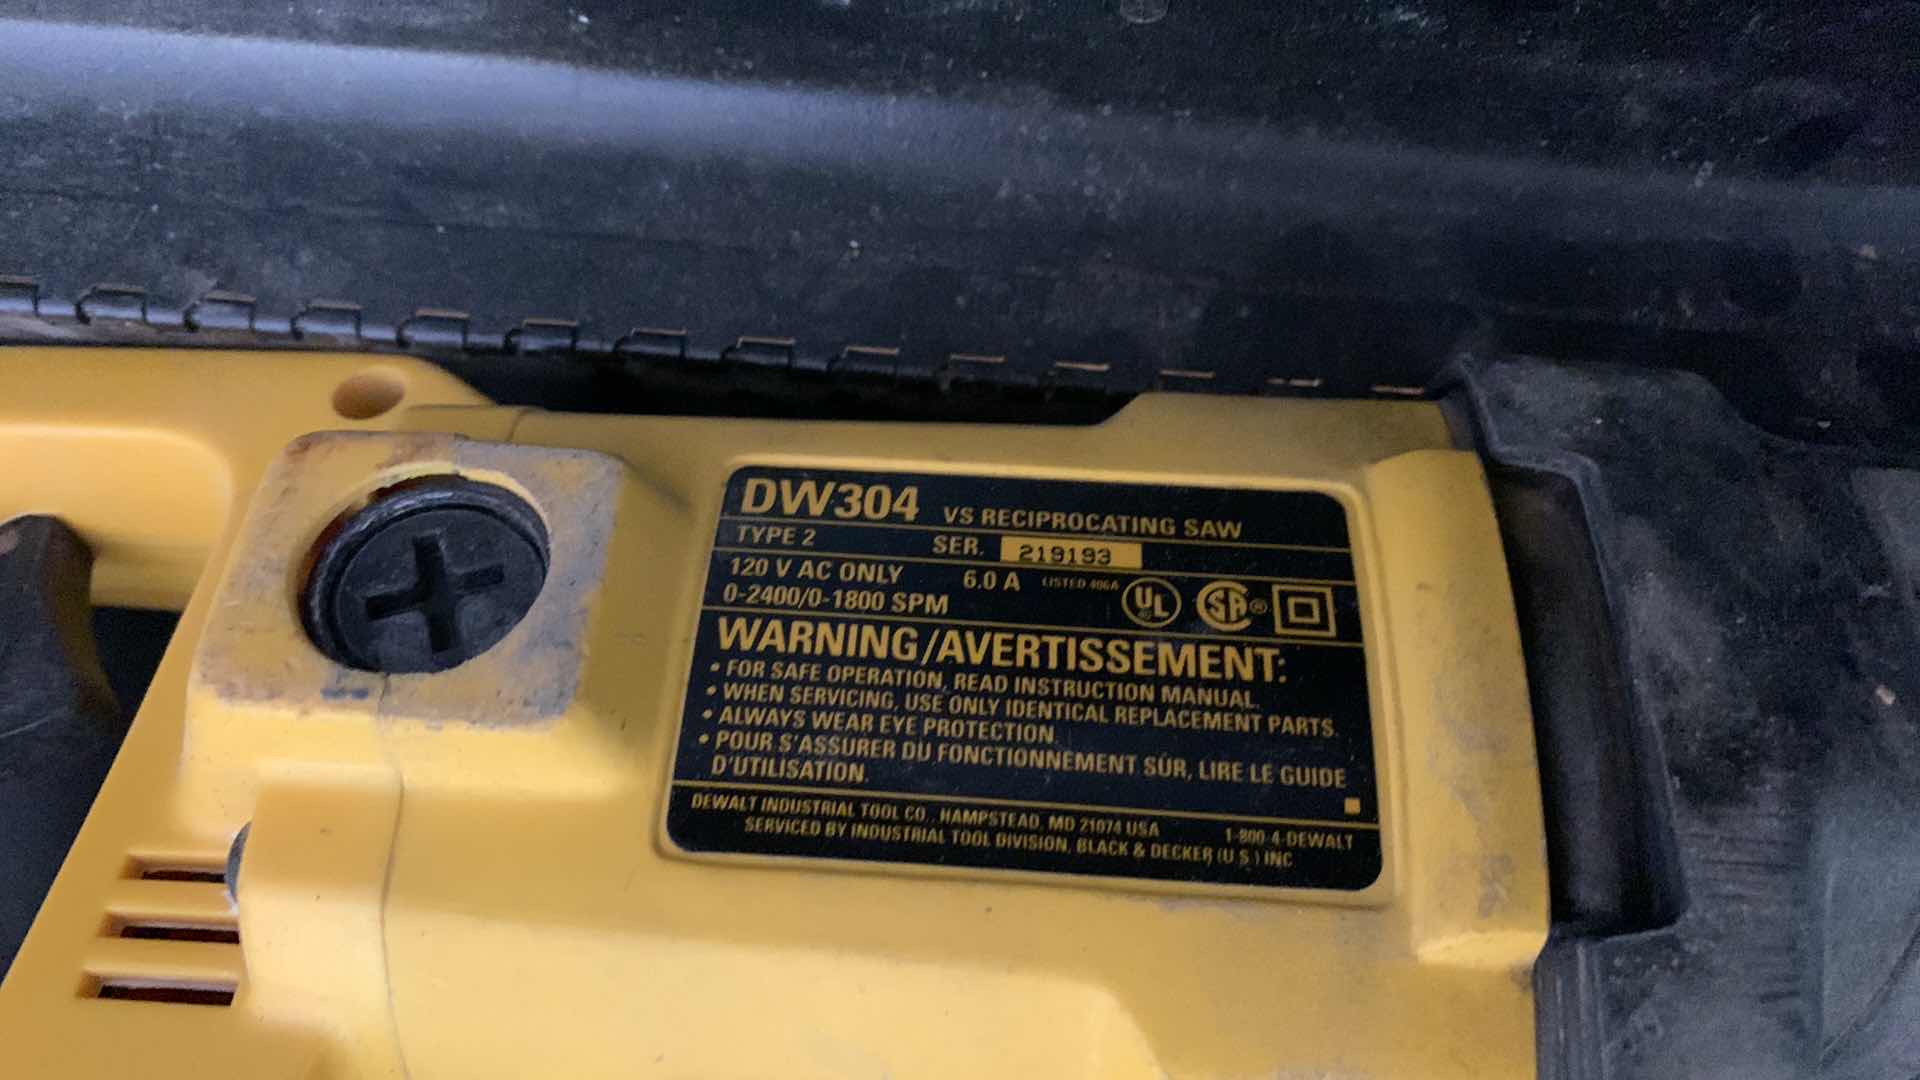 DW304 VS RECIPROCATING SAW
TYPE 2 SER. 219193
120 V AC ONLY 6.0 A LISTED 406A UL SA ®
0-2400/0-1800 SPM
WARNING/AVERTISSEMENT:
• FOR SAFE OPERATION, READ INSTRUCTION MANUAL.
• WHEN SERVICING, USE ONLY IDENTICAL REPLACEMENT PARTS.
• ALWAYS WEAR EYE PROTECTION.
• POUR S'ASSURER DU FONCTIONNEMENT SÛR, LIRE LE GUIDE
D'UTILISATION.
DEWALT INDUSTRIAL TOOL CO., HAMPSTEAD, MD 21074 USA 1-800-4-DEWALT
SERVICED BY INDUSTRIAL TOOL DIVISION, BLACK & DECKER (U S ) INC